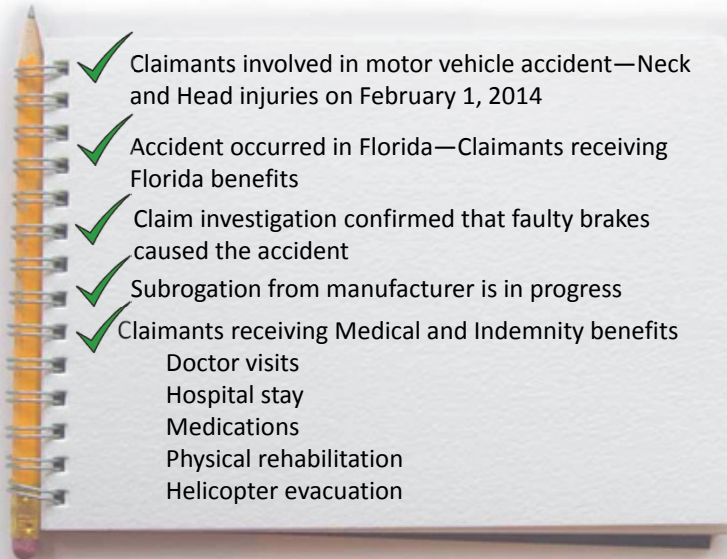 Claimants involved in motor vehicle accident—Neck
and Head injuries on February 1, 2014
Accident occurred in Florida—Claimants receiving
Florida benefits
Claim investigation confirmed that faulty brakes
caused the accident
Subrogation from manufacturer is in progress
Claimants receiving Medical and Indemnity benefits
Doctor visits
Hospital stay
Medications
Physical rehabilitation
Helicopter evacuation